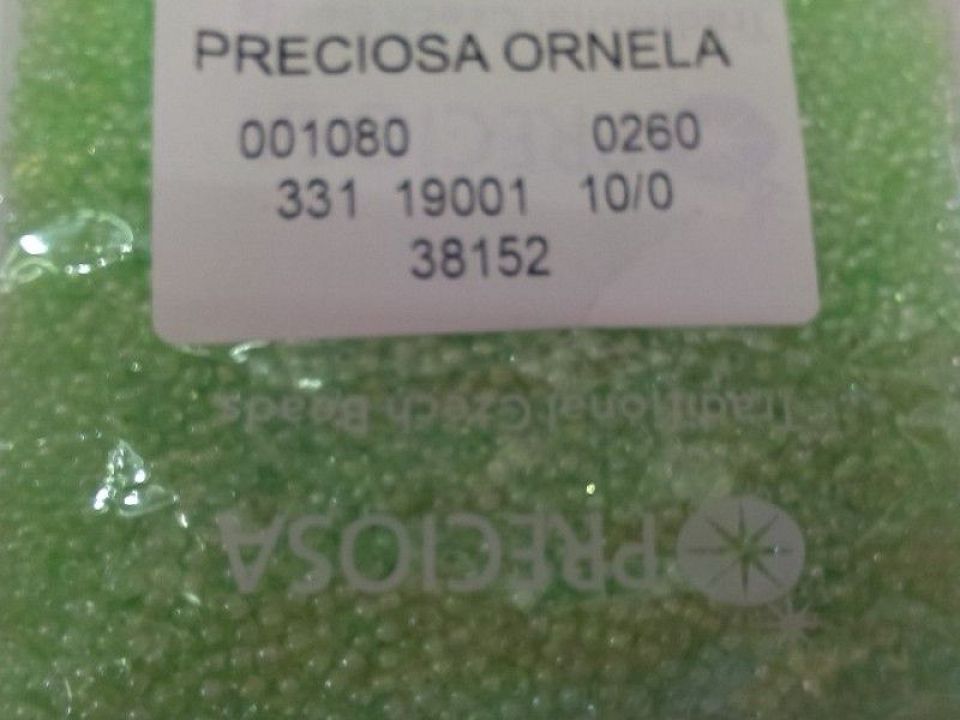 PRECIOSA ORNELA
001080 0260
331 19001 10/0
38152
Traditional Czech Beads
PRECIOSA